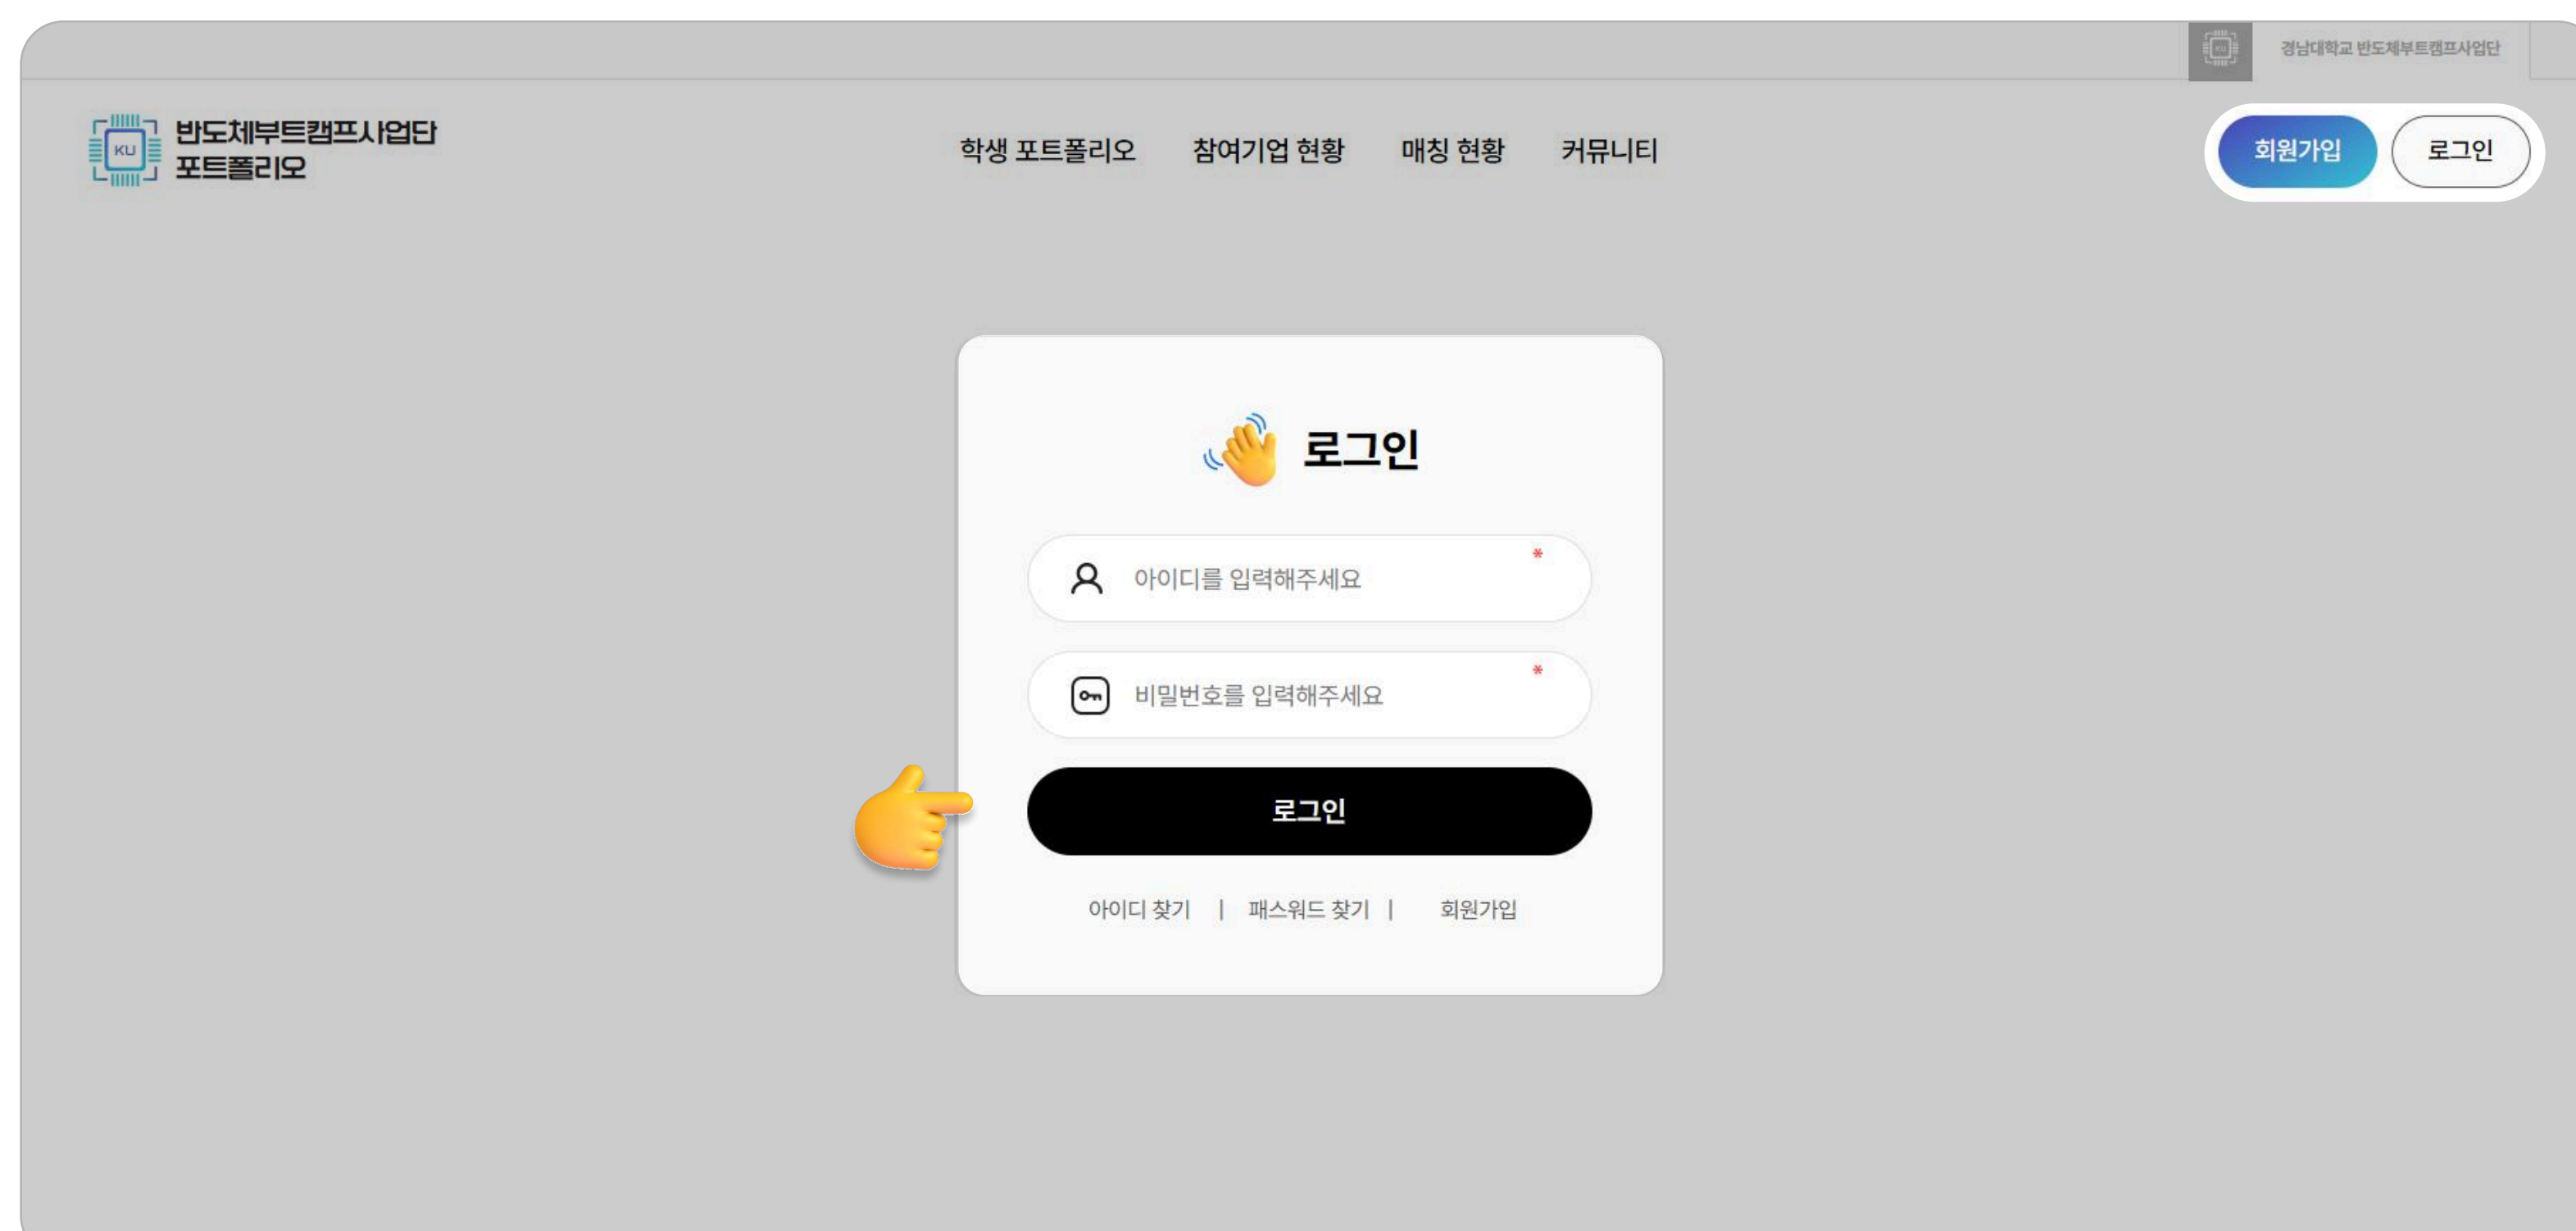 경남대학교 반도체부트캠프사업단
KU
반도체부트캠프사업단
포트폴리오
학생 포트폴리오 참여기업 현황 매칭 현황 커뮤니티
회원가입 로그인
로그인
아이디를 입력해주세요 *
비밀번호를 입력해주세요 *
로그인
아이디 찾기 | 패스워드 찾기 | 회원가입